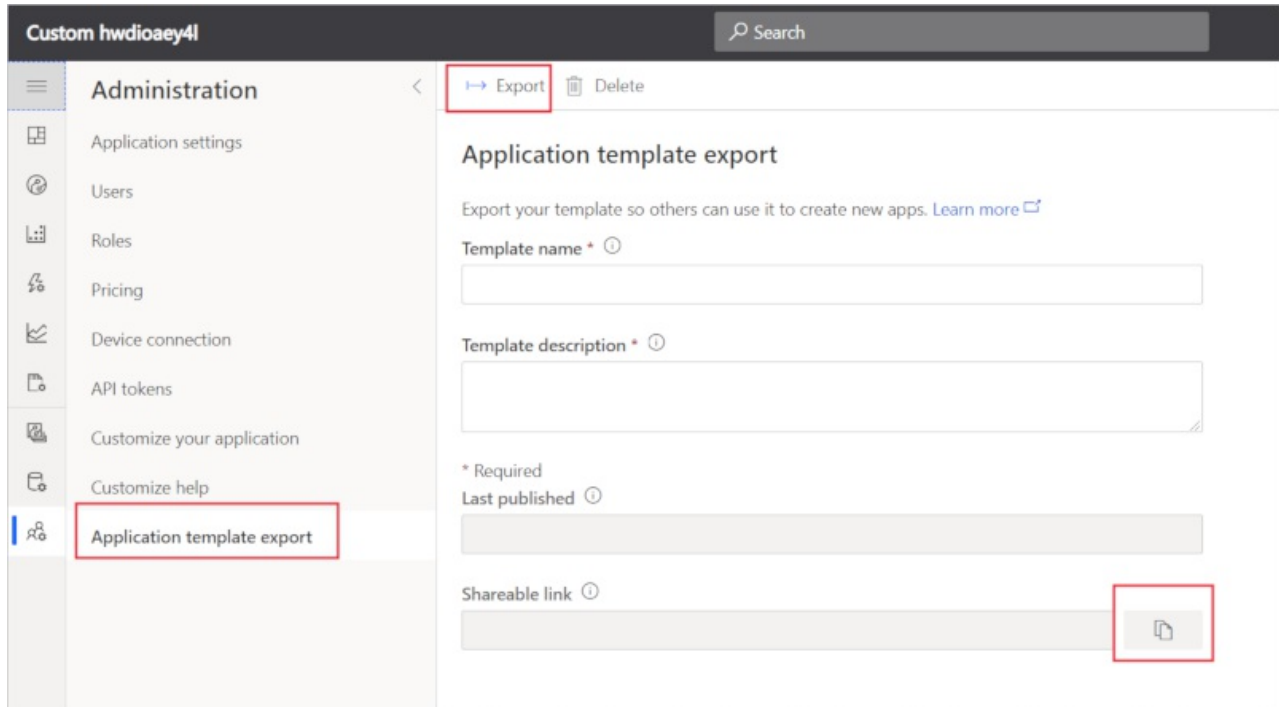 Custom hwdioaey4l
Search
Administration
Application settings
Users
Roles
Pricing
Device connection
API tokens
Customize your application
Customize help
Application template export
Export
Delete
Application template export
Export your template so others can use it to create new apps. Learn more
Template name *
Template description *
* Required
Last published
Shareable link